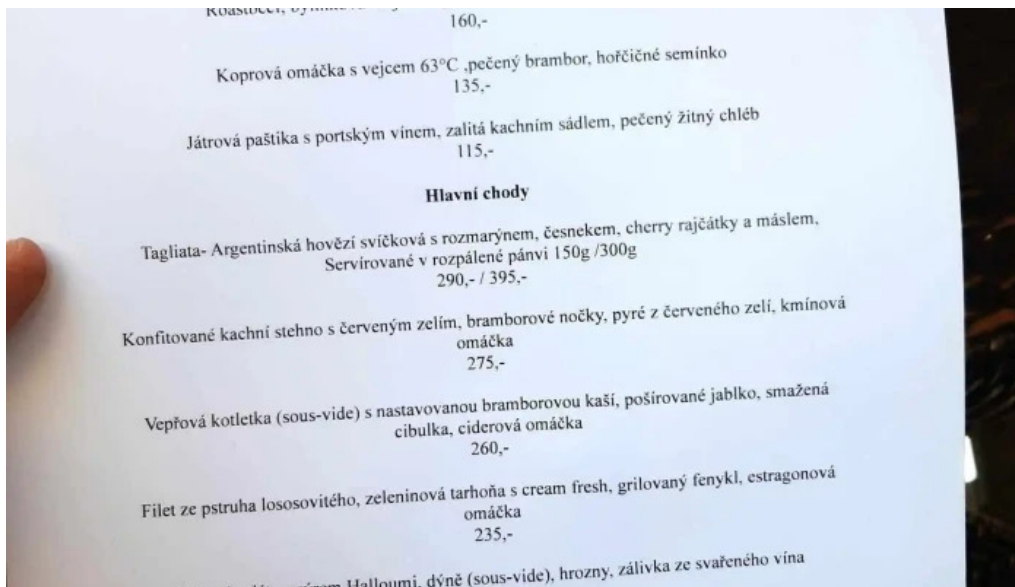 160,-
Koprová omáčka s vejcem 63°C ,pečený brambor, hořčičné semínko
135,-
Játrová paštika s portským vínem, zalitá kachním sádlem, pečený žitný chléb
115,-
Hlavní chody
Tagliata- Argentinská hovězí svíčková s rozmarýnem, česnekem, cherry rajčátky a máslem,
Servírované v rozpálené pánvi 150g /300g
290,- / 395,-
Konfitované kachní stehno s červeným zelím, bramborové nočky, pyré z červeného zelí, kmínová
omáčka
275,-
Vepřová kotletka (sous-vide) s nastavovanou bramborovou kaší, pošírované jablko, smažená
cibulka, ciderová omáčka
260,-
Filet ze pstruha lososovitého, zeleninová tarhoňa s cream fresh, grilovaný fenykl, estragonová
omáčka
235,-
Halloumi, dýně (sous-vide), hrozny, zálivka ze svařeného vína